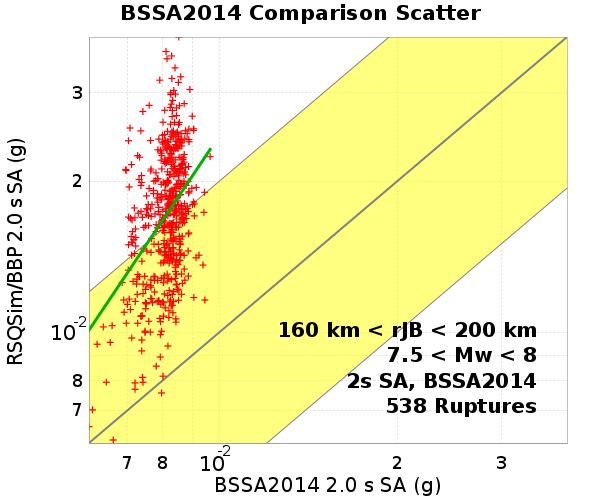 BSSA2014 Comparison Scatter
RSQSim/BBP 2.0 s SA (g)
3
2
10⁻²
8
7
160 km < rJB < 200 km
7.5 < Mw < 8
2s SA, BSSA2014
538 Ruptures
7 8 10⁻² 2 3
BSSA2014 2.0 s SA (g)